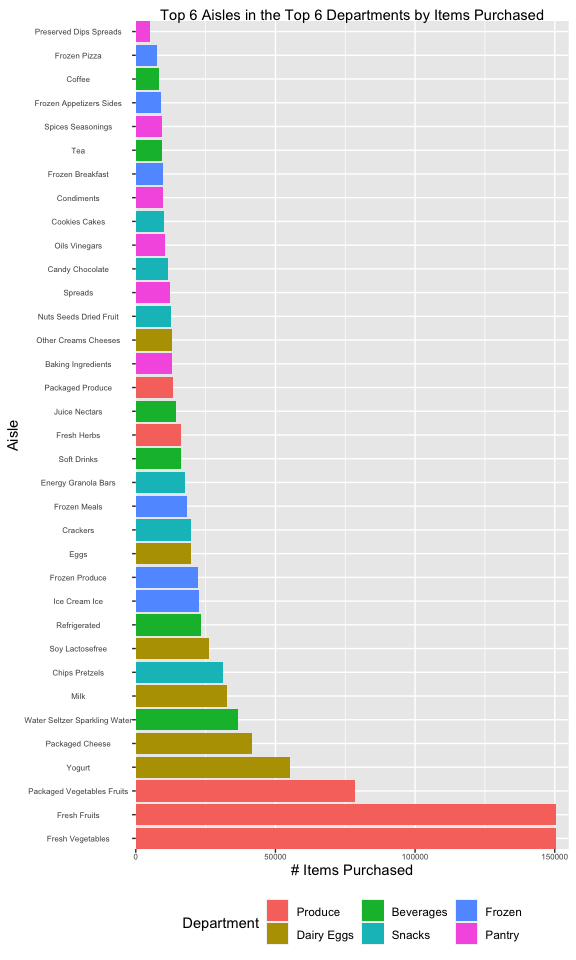 Top 6 Aisles in the Top 6 Departments by Items Purchased
Preserved Dips Spreads
Frozen Pizza
Coffee
Frozen Appetizers Sides
Spices Seasonings
Tea
Frozen Breakfast
Condiments
Cookies Cakes
Oils Vinegars
Candy Chocolate
Spreads
Nuts Seeds Dried Fruit
Other Creams Cheeses
Baking Ingredients
Packaged Produce
Juice Nectars
Fresh Herbs
Soft Drinks
Energy Granola Bars
Frozen Meals
Crackers
Eggs
Frozen Produce
Ice Cream Ice
Refrigerated
Soy Lactosefree
Chips Pretzels
Milk
Water Seltzer Sparkling Water
Packaged Cheese
Yogurt
Packaged Vegetables Fruits
Fresh Fruits
Fresh Vegetables
Aisle
0 50000 100000 150000
# Items Purchased
Department
Produce Beverages Frozen
Dairy Eggs Snacks Pantry